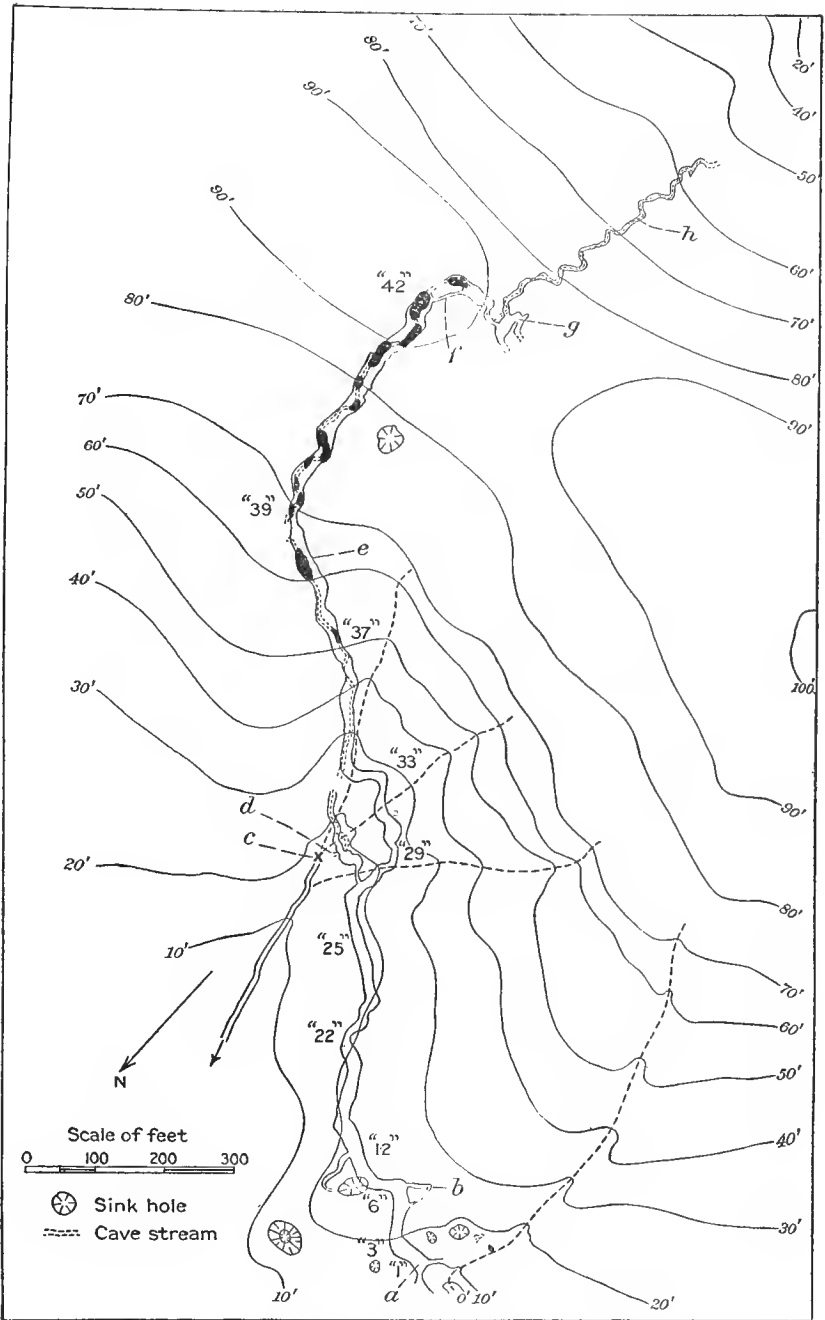 70'
80'
90'
20'
40'
50'
90'
h
60'
"42"
80'
70'
g
f
80'
70'
90'
60'
50'
"39"
e
40'
"37"
30'
100'
"33"
d
90'
c
x
"29"
20'
80'
"25"
10'
70'
60'
"22"
50'
N
Scale of feet
0 100 200 300
"12"
40'
b
Sink hole
"6"
30'
Cave stream
"3"
"1"
a
0' 10'
10'
20'